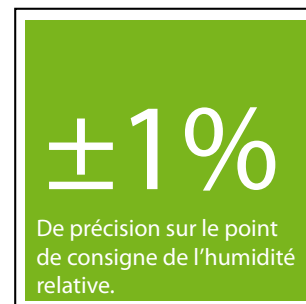 ±1%
De précision sur le point
de consigne de l’humidité
relative.